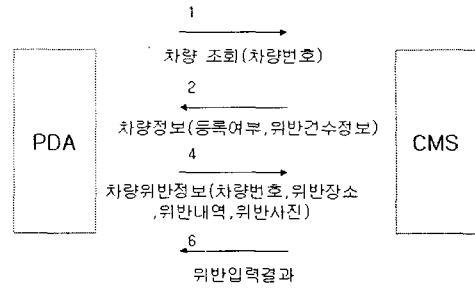 1
차량 조회(차량번호)
2
차량정보(등록여부,위반건수정보)
PDA
CMS
4
차량위반정보(차량번호,위반장소
,위반내역,위반사진)
6
위반입력결과